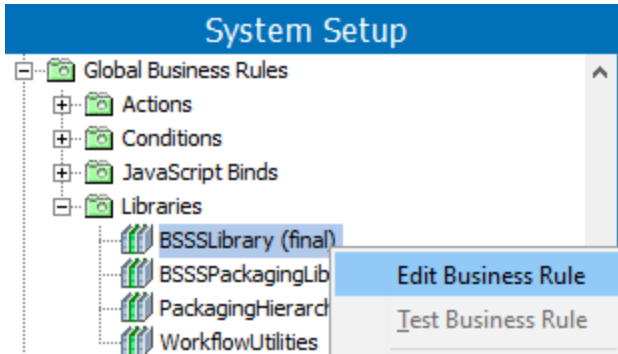 System Setup
Global Business Rules
Actions
Conditions
JavaScript Binds
Libraries
BSSSLibrary (final)
BSSSPackagingLib
Edit Business Rule
PackagingHierarch
Test Business Rule
WorkflowUtilities